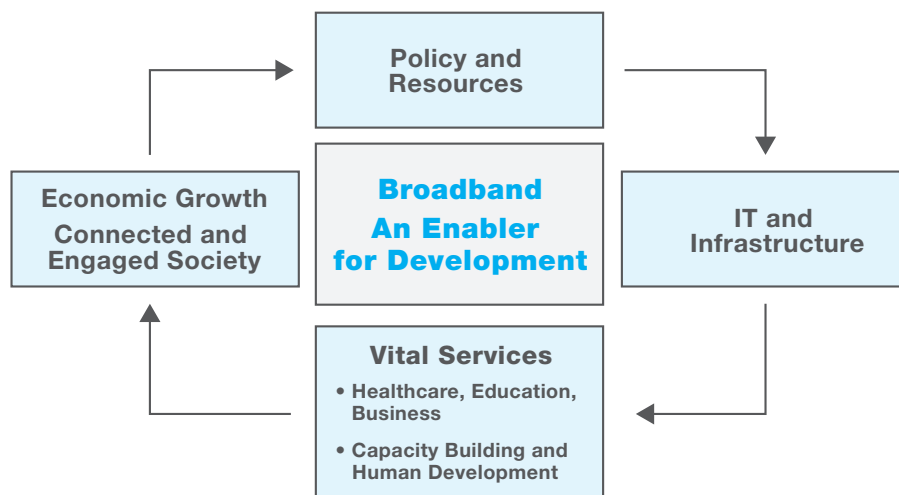 Policy and
Resources
Economic Growth
Connected and
Engaged Society
Broadband
An Enabler
for Development
IT and
Infrastructure
Vital Services
• Healthcare, Education,
Business
• Capacity Building and
Human Development